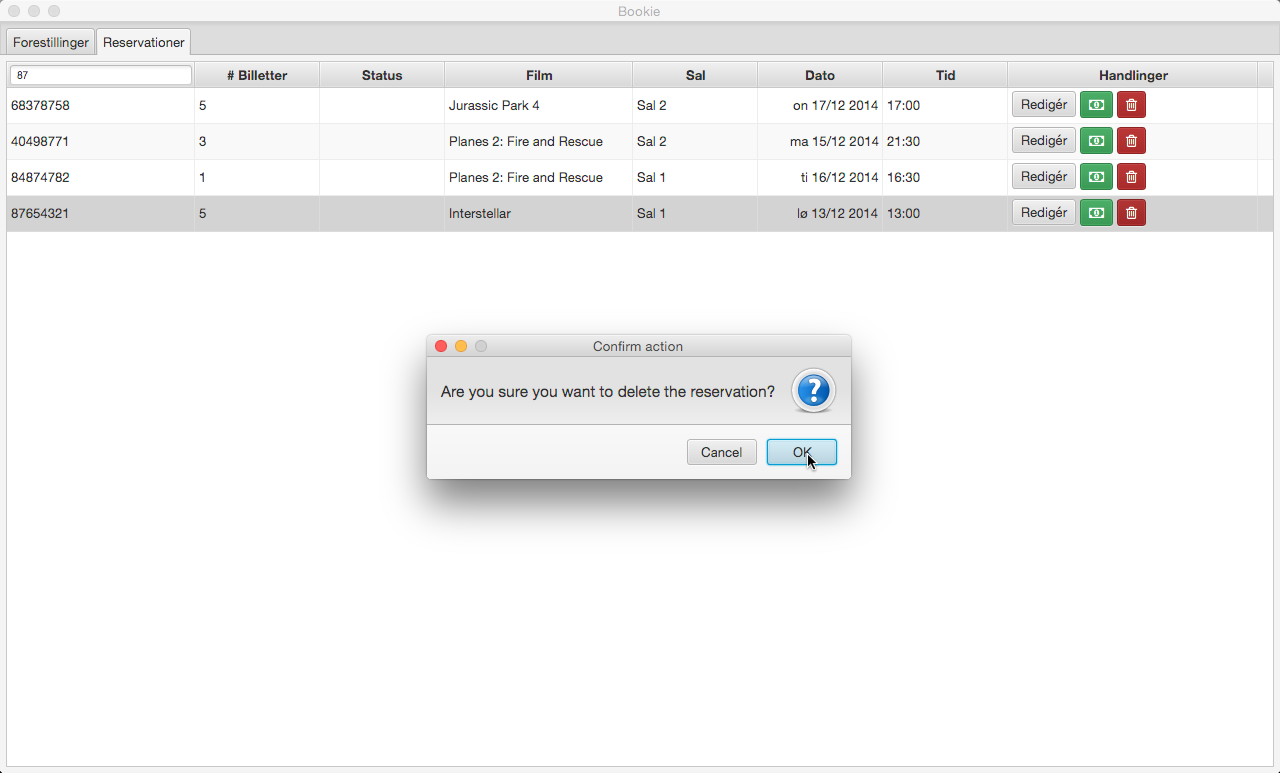 Bookie
Forestillinger Reservationer
87 # Billetter Status Film Sal Dato Tid Handlinger
68378758 5 Jurassic Park 4 Sal 2 on 17/12 2014 17:00 Redigér
40498771 3 Planes 2: Fire and Rescue Sal 2 ma 15/12 2014 21:30 Redigér
84874782 1 Planes 2: Fire and Rescue Sal 1 ti 16/12 2014 16:30 Redigér
87654321 5 Interstellar Sal 1 lø 13/12 2014 13:00 Redigér
Confirm action
Are you sure you want to delete the reservation?
Cancel OK